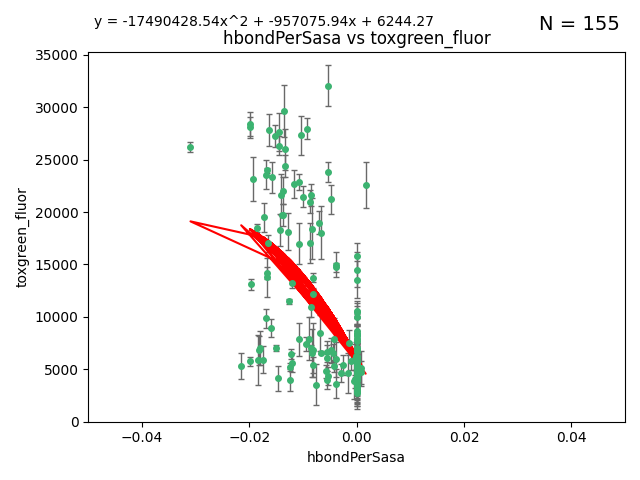 y = -17490428.54x^2 + -957075.94x + 6244.27
N = 155
hbondPerSasa vs toxgreen_fluor
35000
30000
25000
20000
15000
10000
5000
0
toxgreen_fluor
−0.04 −0.02 0.00 0.02 0.04
hbondPerSasa